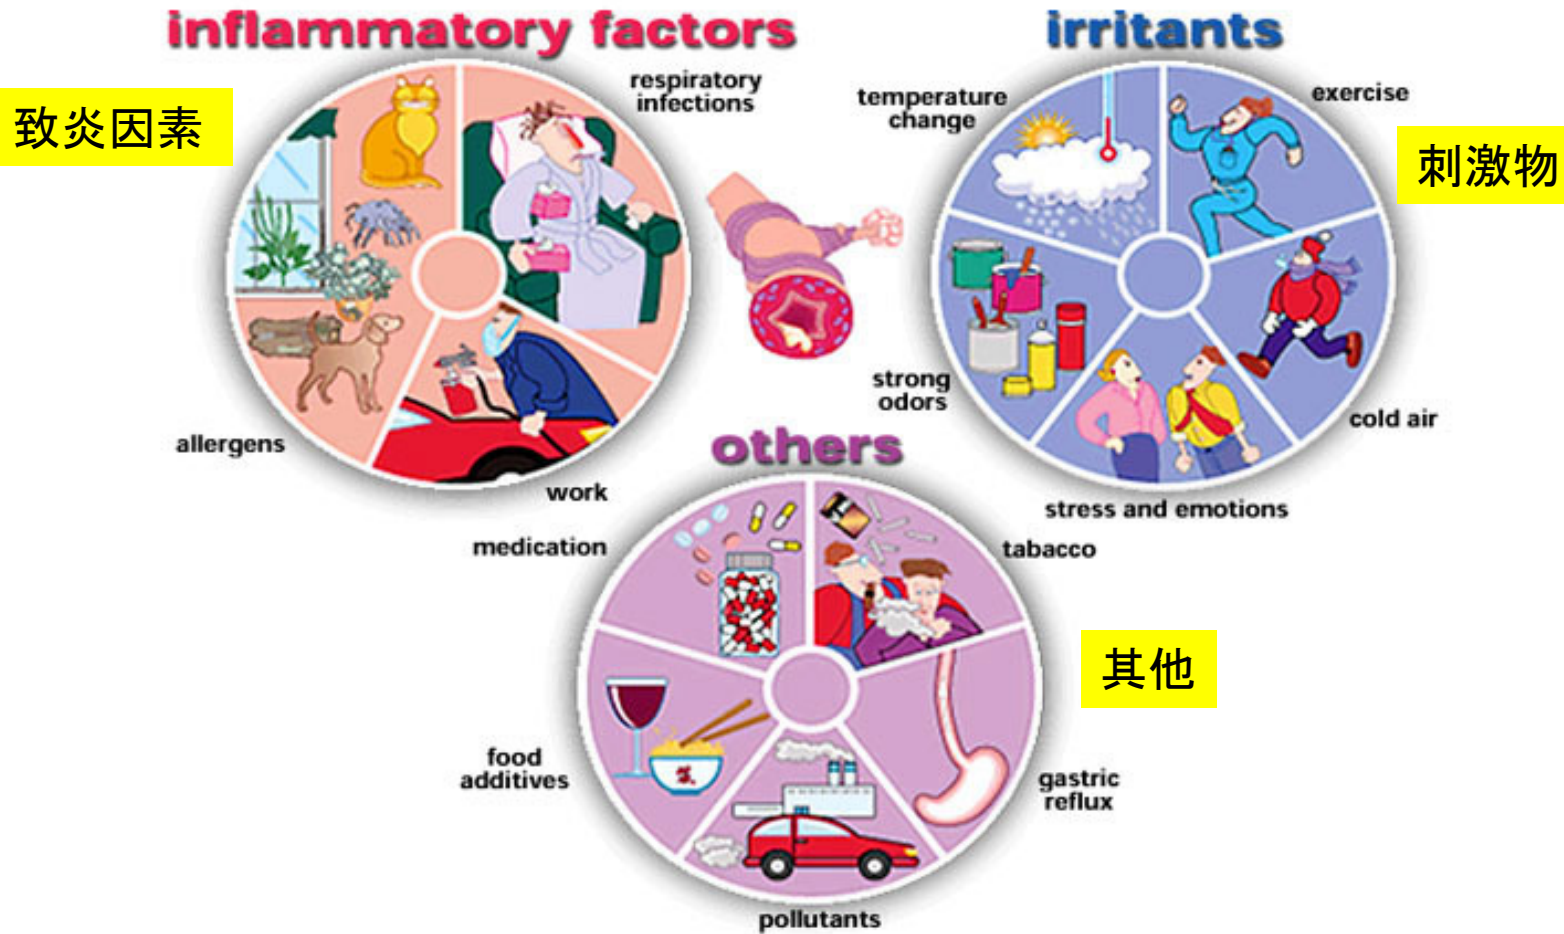 inflammatory factors
致炎因素
respiratory
infections
allergens
work
irritants
刺激物
temperature
change
exercise
strong
odors
cold air
stress and emotions
others
其他
medication
tabacco
food
additives
gastric
reflux
pollutants